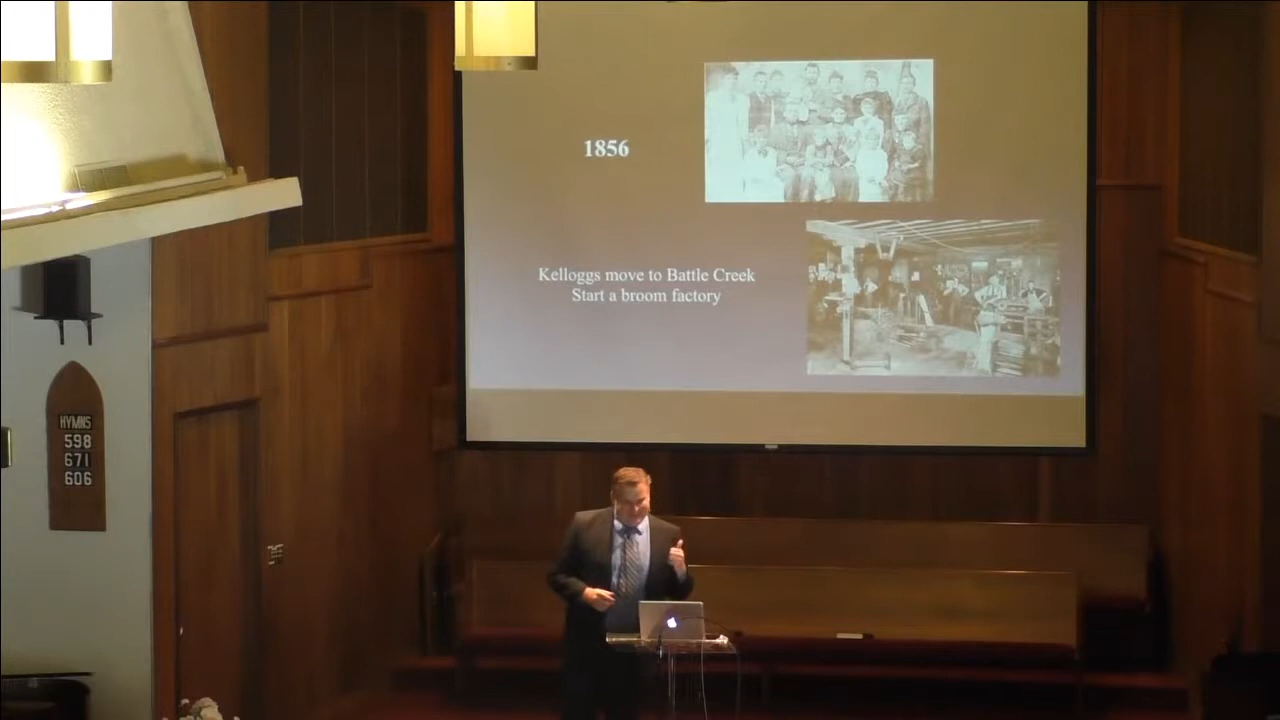 1856
Kelloggs move to Battle Creek
Start a broom factory
HYMNS
598
671
606